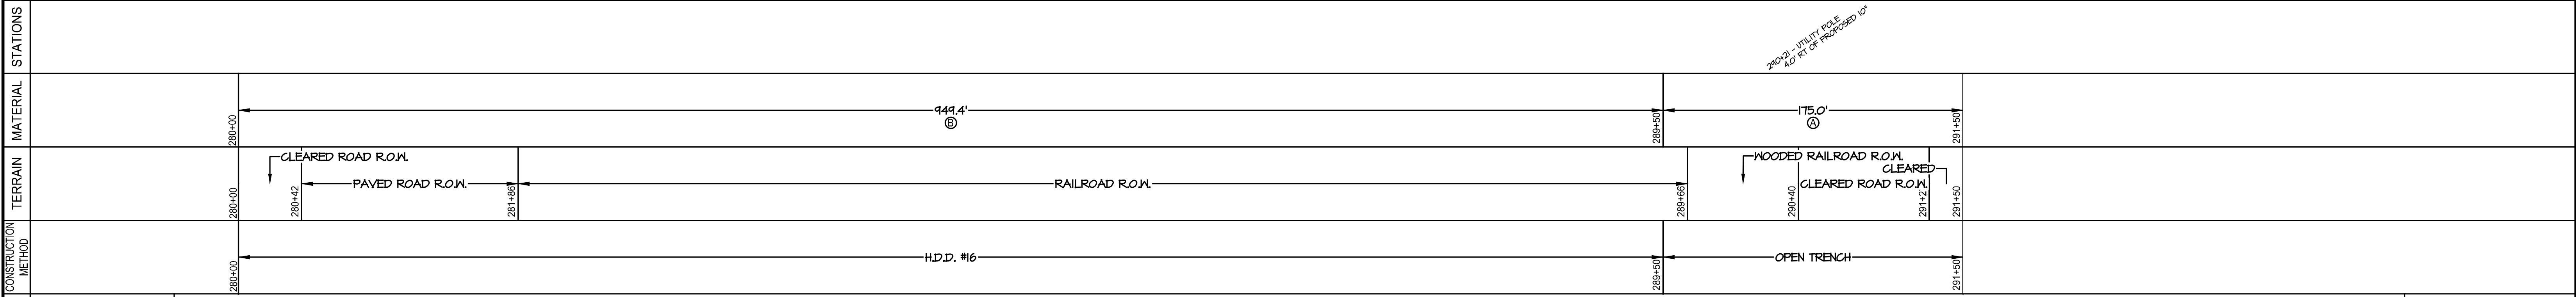 STATIONS
290+21 - UTILITY POLE
4.0' RT OF PROPOSED 10"
MATERIAL
280+00
949.4'
B
289+50
175.0'
A
291+50
TERRAIN
280+00
CLEARED ROAD R.O.W.
280+42
PAVED ROAD R.O.W.
281+86
RAILROAD R.O.W.
289+66
WOODED RAILROAD R.O.W.
290+40
CLEARED
CLEARED ROAD R.O.W.
291+27
291+50
CONSTRUCTION
METHOD
280+00
H.D.D. #16
289+50
OPEN TRENCH
291+50